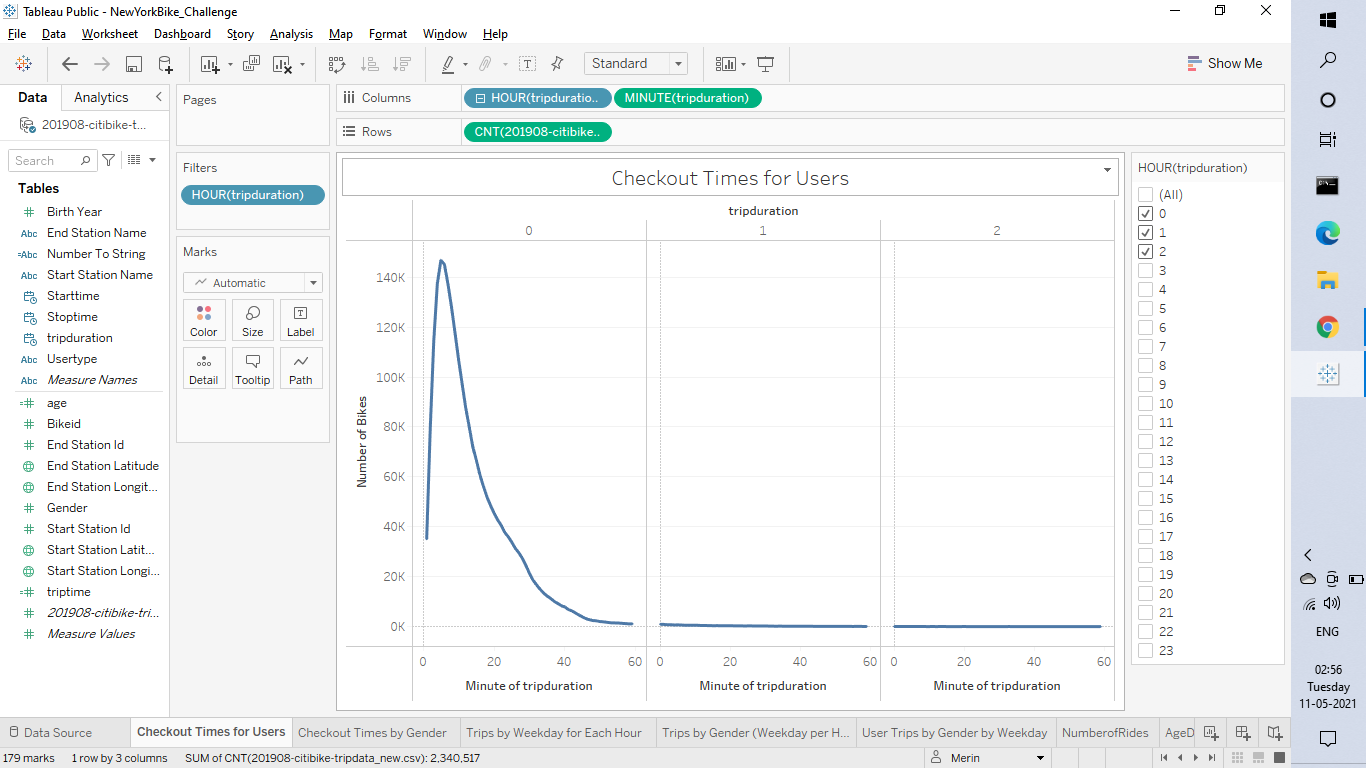 Tableau Public - NewYorkBike_Challenge
File Data Worksheet Dashboard Story Analysis Map Format Window Help
Standard
Show Me
Data Analytics
201908-citibike-t...
Search
Tables
Birth Year
Abc End Station Name
=Abc Number To String
Abc Start Station Name
Starttime
Stoptime
tripduration
Abc Usertype
Abc Measure Names
age
Bikeid
End Station Id
End Station Latitude
End Station Longit...
Gender
Start Station Id
Start Station Latit...
Start Station Longi...
triptime
201908-citibike-tri...
Measure Values
Pages
Filters
HOUR(tripduration)
Marks
Automatic
Color Size Label
Detail Tooltip Path
Columns HOUR(tripduratio.. MINUTE(tripduration)
Rows CNT(201908-citibike..
Checkout Times for Users
tripduration
0 1 2
140K
120K
100K
80K
60K
40K
20K
0K
Number of Bikes
0 20 40 60 0 20 40 60 0 20 40 60
Minute of tripduration Minute of tripduration Minute of tripduration
HOUR(tripduration)
(All)
0
1
2
3
4
5
6
7
8
9
10
11
12
13
14
15
16
17
18
19
20
21
22
23
ENG
02:56
Tuesday
11-05-2021
Data Source Checkout Times for Users Checkout Times by Gender Trips by Weekday for Each Hour Trips by Gender (Weekday per H... User Trips by Gender by Weekday NumberofRides AgeD
179 marks 1 row by 3 columns SUM of CNT(201908-citibike-tripdata_new.csv): 2,340,517 Merin